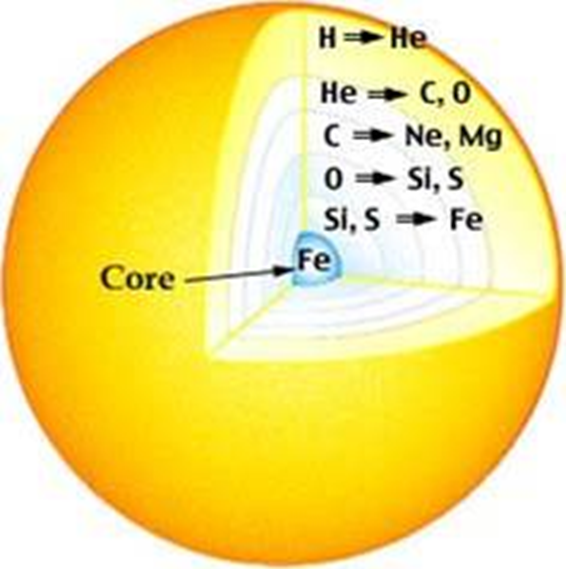 H ➡ He
He ➡ C, O
C ➡ Ne, Mg
O ➡ Si, S
Si, S ➡ Fe
Fe
Core